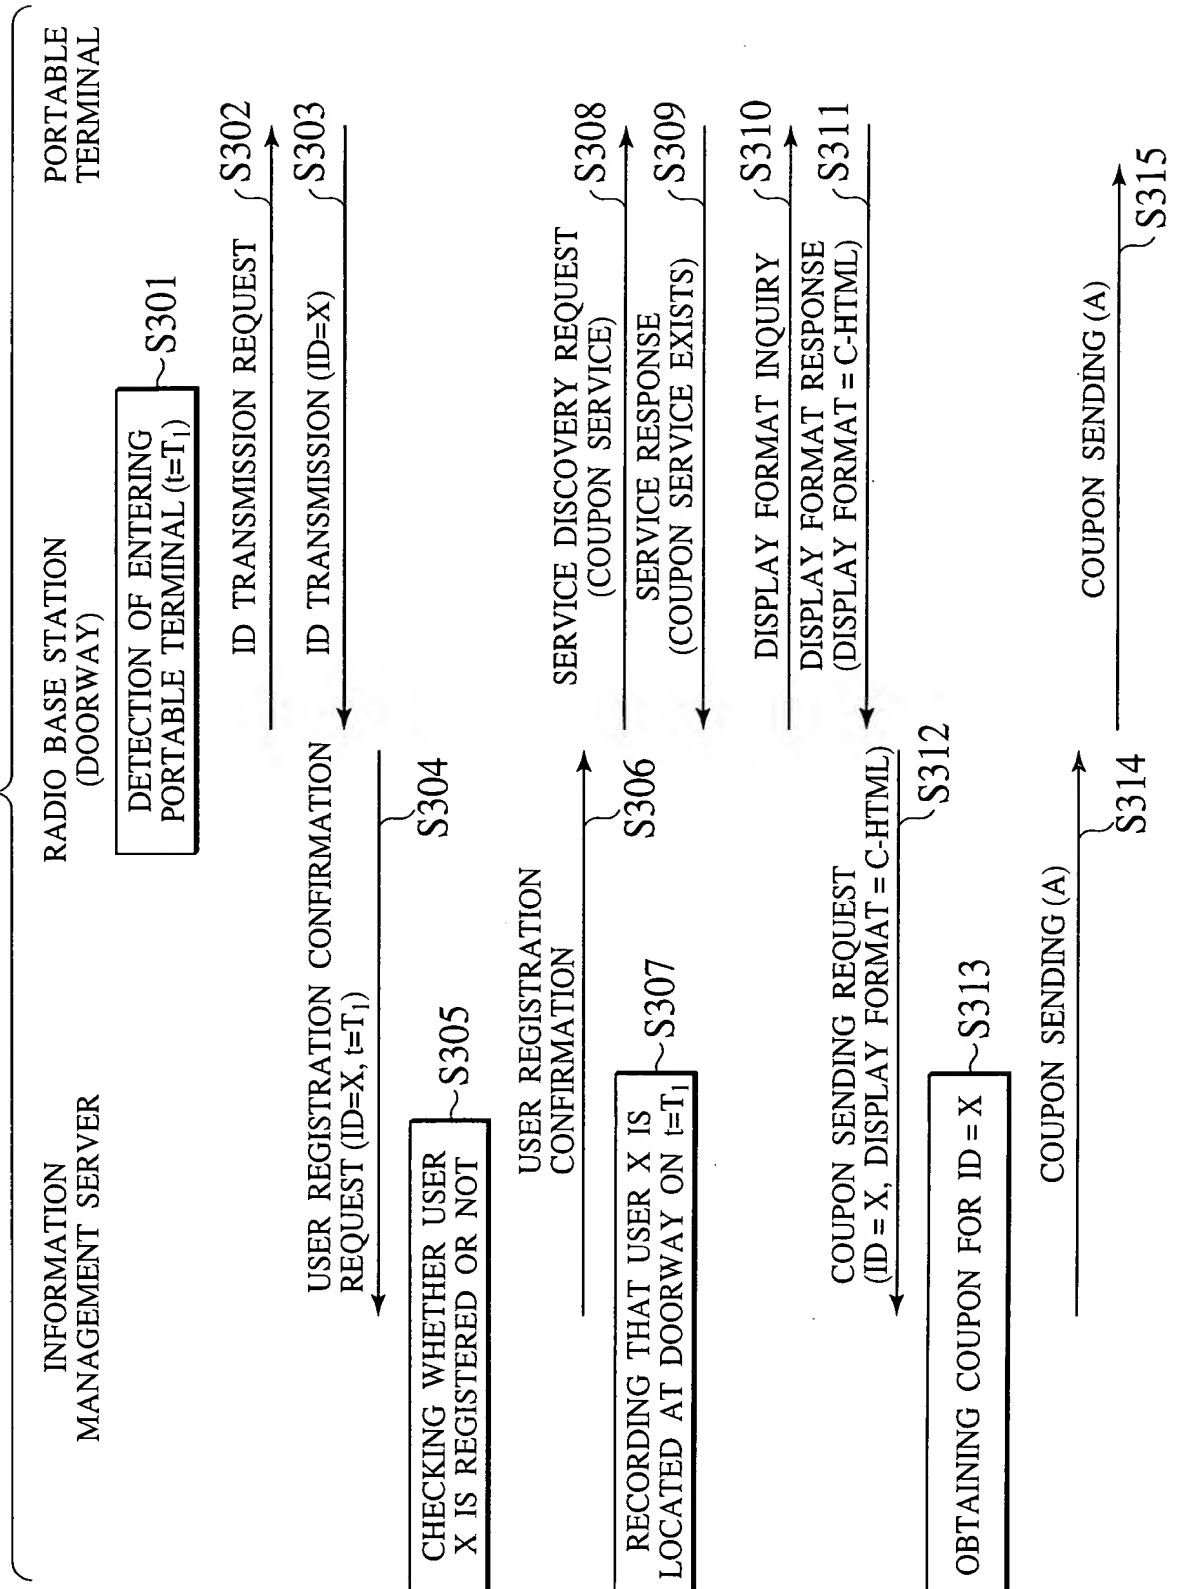 INFORMATION
MANAGEMENT SERVER
RADIO BASE STATION
(DOORWAY)
PORTABLE
TERMINAL
DETECTION OF ENTERING
PORTABLE TERMINAL (t=T1)
S301
ID TRANSMISSION REQUEST
S302
ID TRANSMISSION (ID=X)
S303
USER REGISTRATION CONFIRMATION
REQUEST (ID=X, t=T1)
S304
CHECKING WHETHER USER
X IS REGISTERED OR NOT
S305
USER REGISTRATION
CONFIRMATION
S306
RECORDING THAT USER X IS
LOCATED AT DOORWAY ON t=T1
S307
SERVICE DISCOVERY REQUEST
(COUPON SERVICE)
S308
SERVICE RESPONSE
(COUPON SERVICE EXISTS)
S309
DISPLAY FORMAT INQUIRY
S310
DISPLAY FORMAT RESPONSE
(DISPLAY FORMAT = C-HTML)
S311
COUPON SENDING REQUEST
(ID = X, DISPLAY FORMAT = C-HTML)
S312
OBTAINING COUPON FOR ID = X
S313
COUPON SENDING (A)
S314
COUPON SENDING (A)
S315